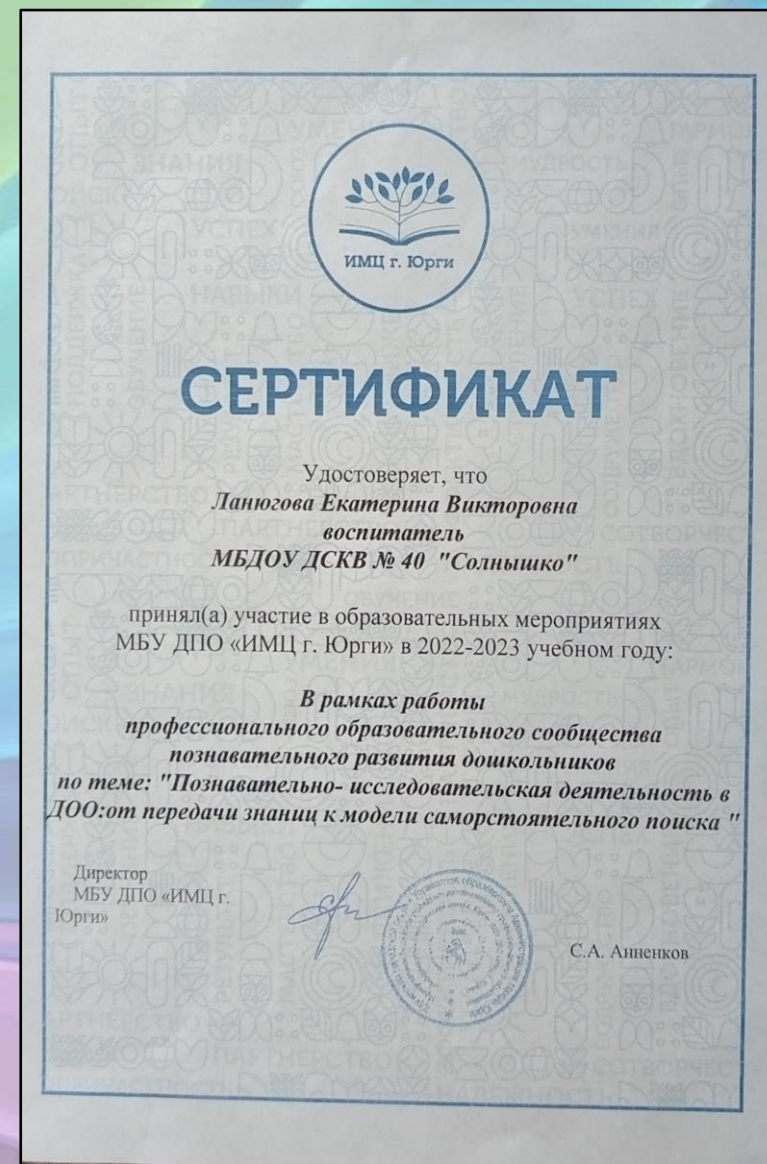 ИМЦ г. Юрги
СЕРТИФИКАТ
Удостоверяет, что
Ланюгова Екатерина Викторовна
воспитатель
МБДОУ ДСКВ № 40 "Солнышко"
принял(а) участие в образовательных мероприятиях
МБУ ДПО «ИМЦ г. Юрги» в 2022-2023 учебном году:
В рамках работы
профессионального образовательного сообщества
познавательного развития дошкольников
по теме: "Познавательно- исследовательская деятельность в
ДОО:от передачи знаниц к модели саморстоятельного поиска "
Директор
МБУ ДПО «ИМЦ г.
Юрги»
С.А. Анненков